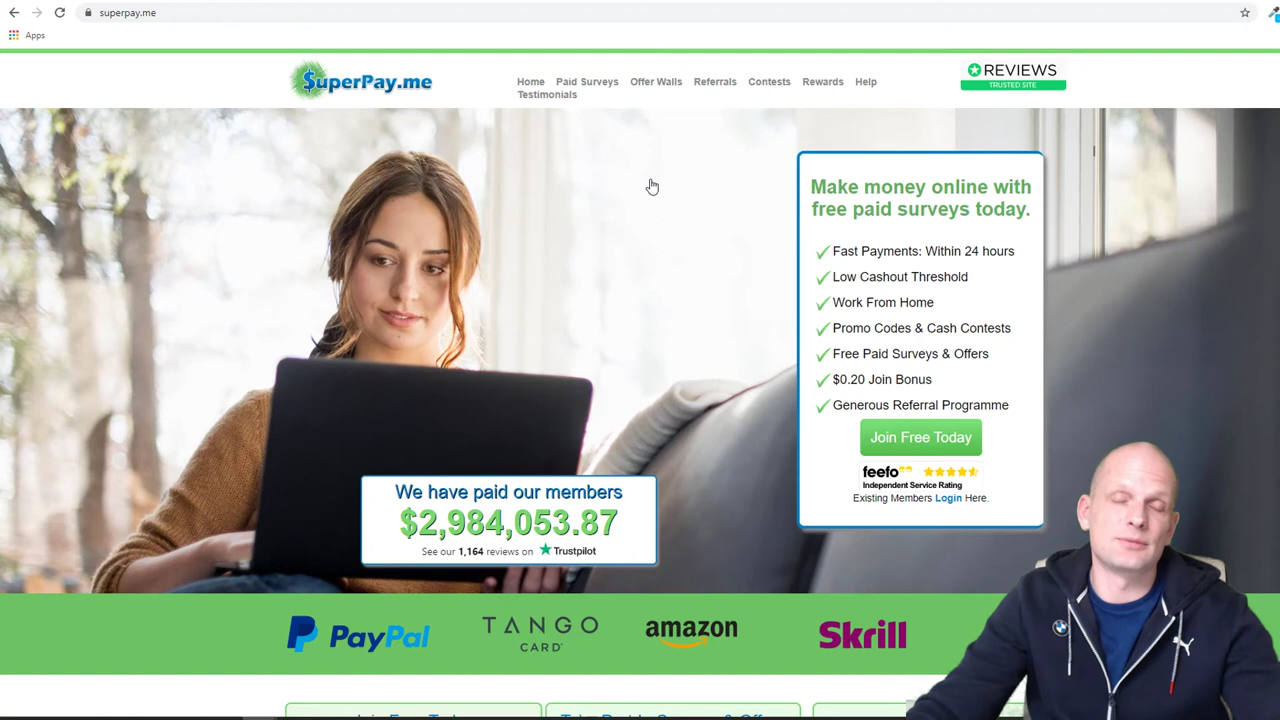 superpay.me
Apps
$uperPay.me
Home Paid Surveys Offer Walls Referrals Contests Rewards Help
Testimonials
REVIEWS
TRUSTED SITE
Make money online with
free paid surveys today.
Fast Payments: Within 24 hours
Low Cashout Threshold
Work From Home
Promo Codes & Cash Contests
Free Paid Surveys & Offers
$0.20 Join Bonus
Generous Referral Programme
Join Free Today
feefo
Independent Service Rating
Existing Members Login Here.
We have paid our members
$2,984,053.87
See our 1,164 reviews on Trustpilot
PayPal
TANGO
CARD
amazon
Skrill